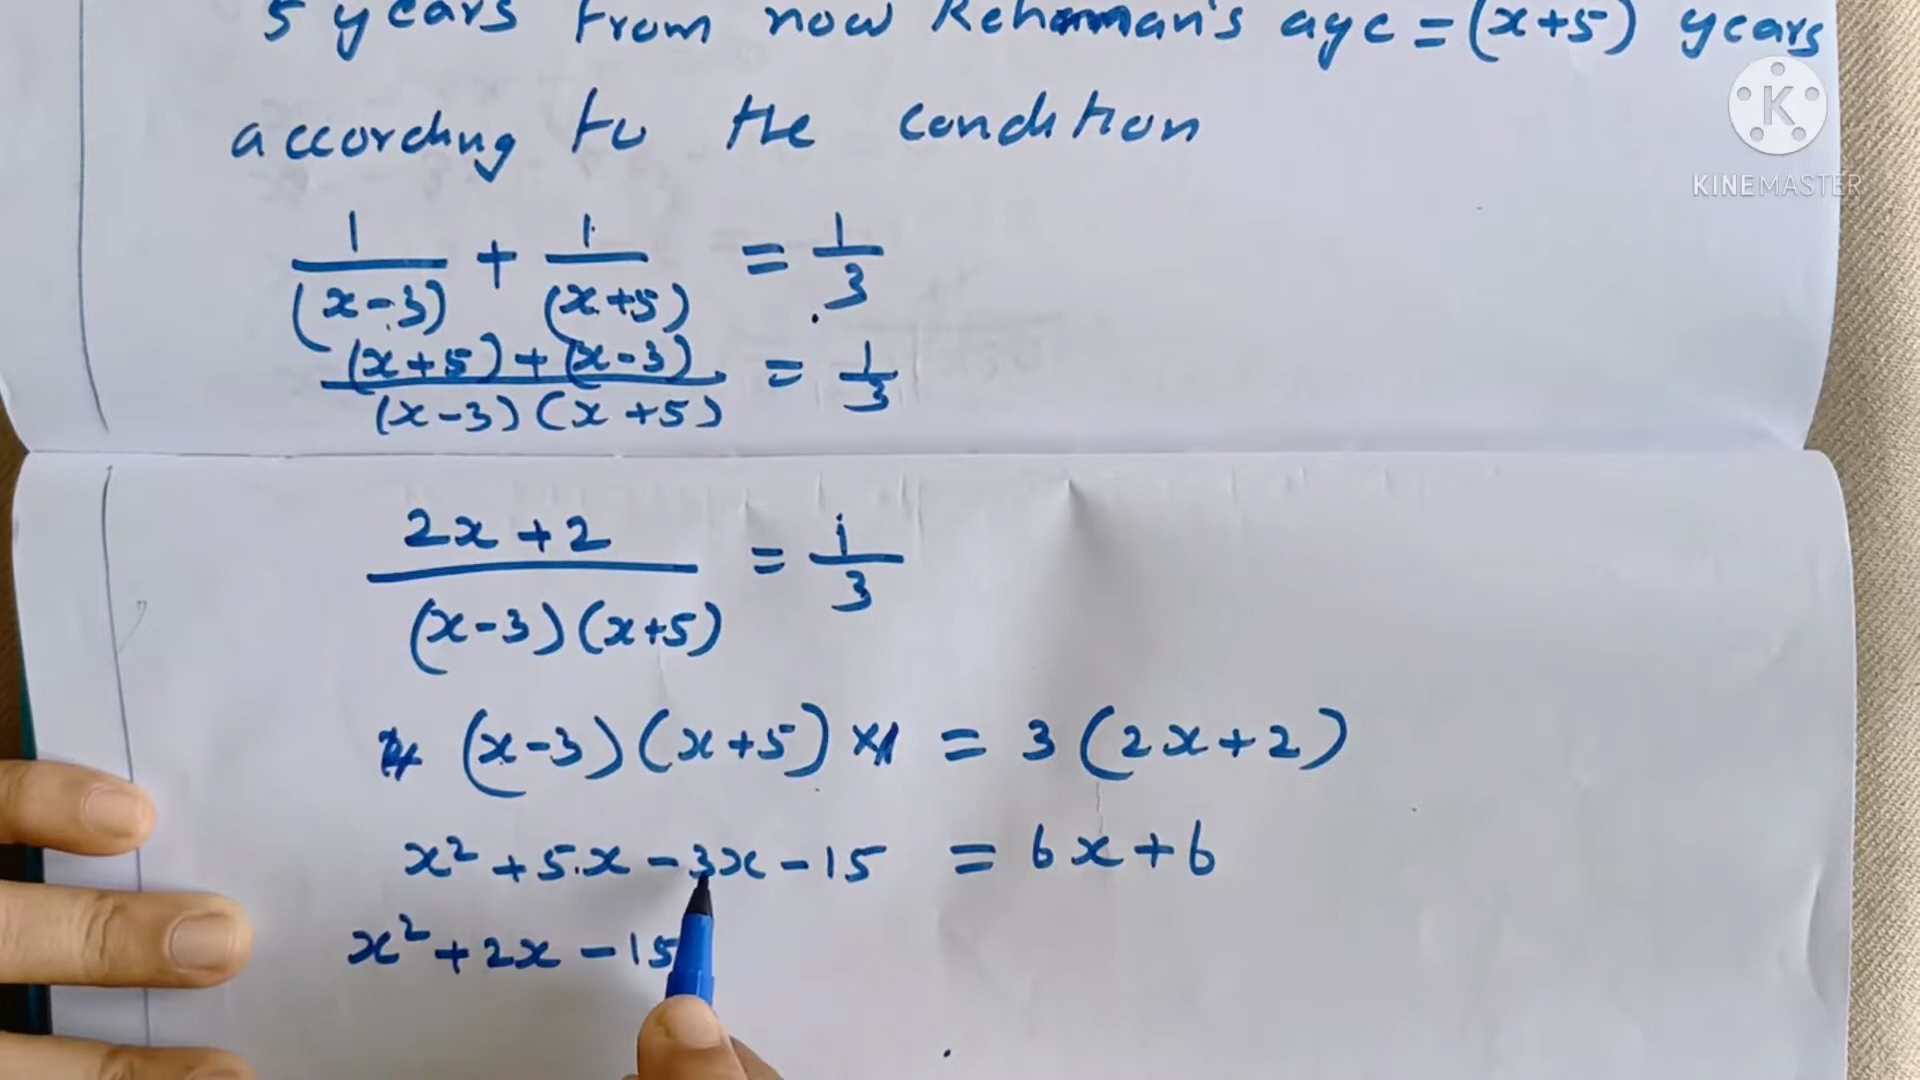 5 years from now Rehman's age = (x+5) years
according to the condition
K
KINEMASTER
1/(x-3) + 1/(x+5) = 1/3
(x+5)+(x-3)/(x-3)(x+5) = 1/3
2x+2/(x-3)(x+5) = 1/3
(x-3)(x+5)×1 = 3(2x+2)
x² +5x -3x -15 = 6x+6
x² +2x -15